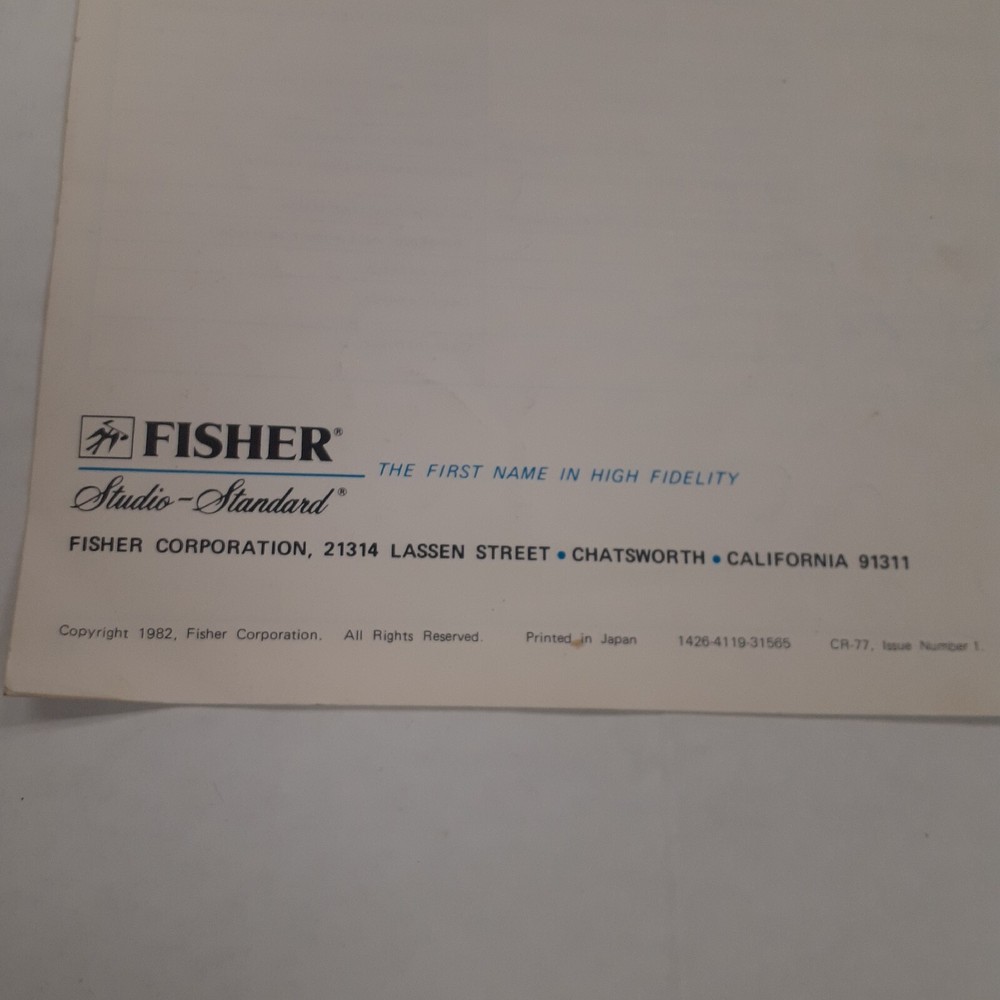 FISHER®
THE FIRST NAME IN HIGH FIDELITY
Studio-Standard®
FISHER CORPORATION, 21314 LASSEN STREET • CHATSWORTH • CALIFORNIA 91311
Copyright 1982, Fisher Corporation. All Rights Reserved. Printed in Japan 1426-4119-31565 CR-77, Issue Number 1.